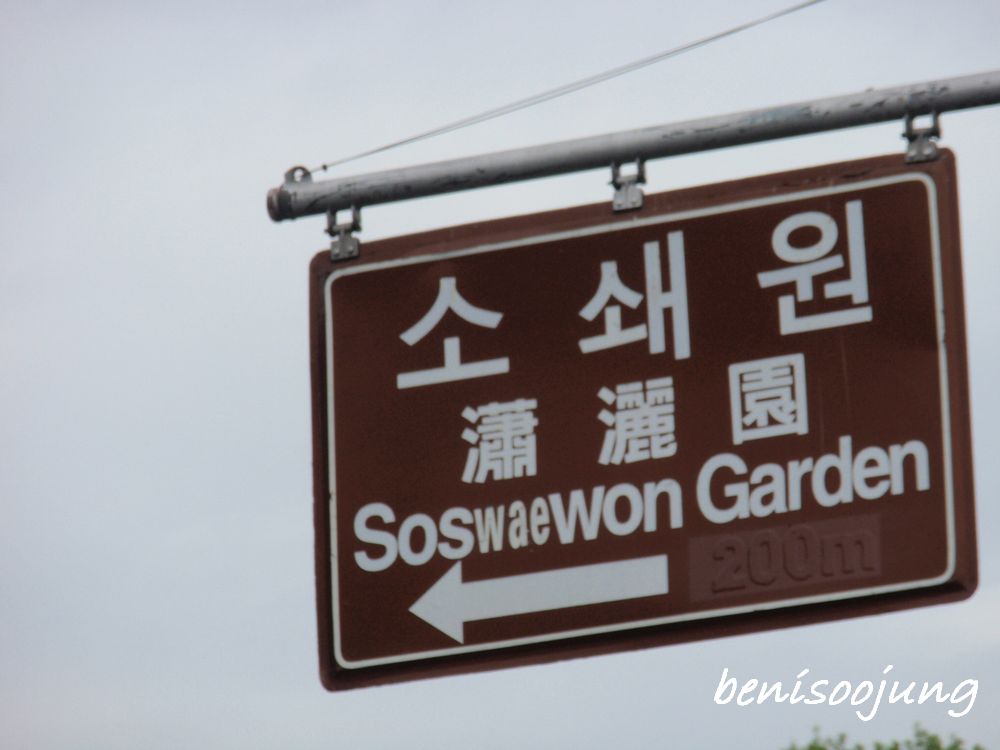 소쇄원
瀟灑園
Soswaewon Garden
200m
benisoojung